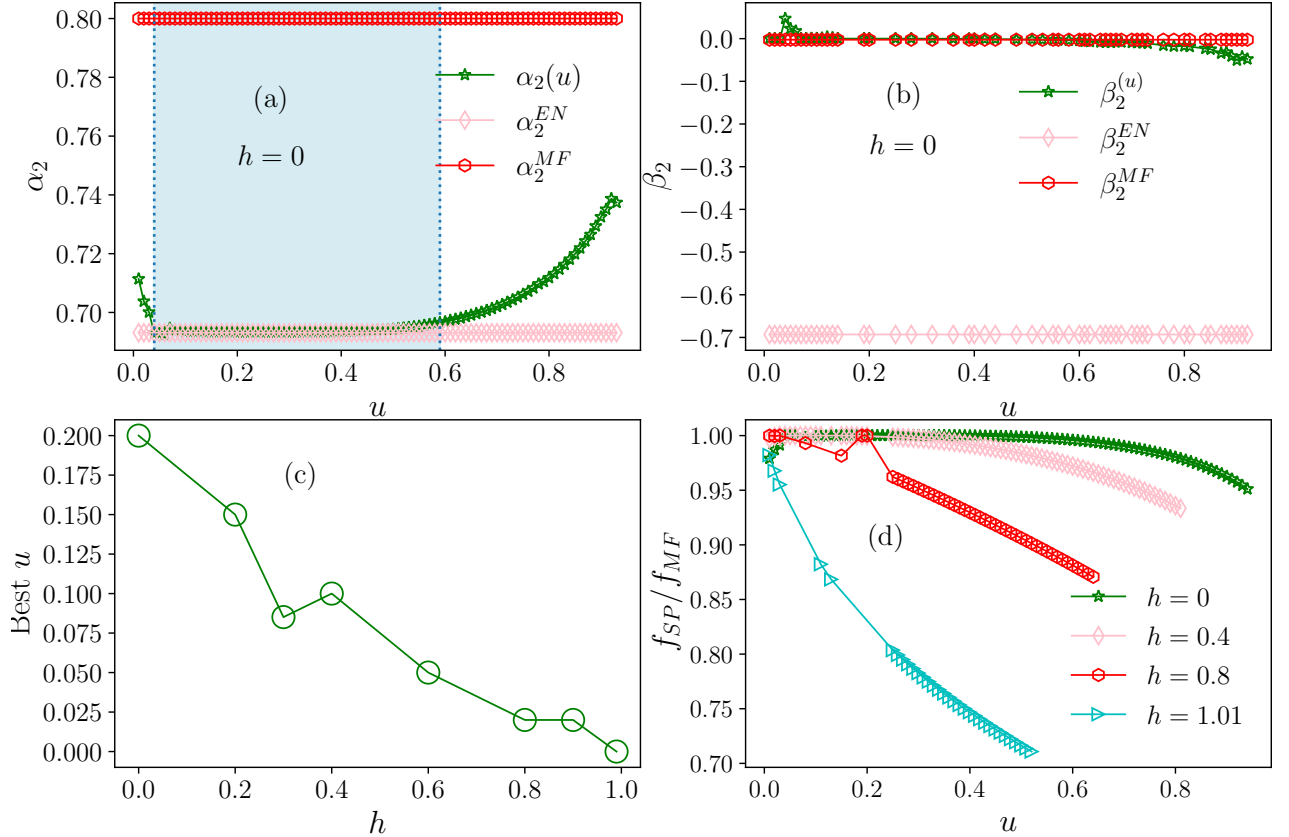 0.80
0.78
0.76
0.74
0.72
0.70
α₂
0.0 0.2 0.4 0.6 0.8
u
(a)
h = 0
α₂(u)
α₂^{EN}
α₂^{MF}
0.0
−0.1
−0.2
−0.3
−0.4
−0.5
−0.6
−0.7
β₂
0.0 0.2 0.4 0.6 0.8
u
(b)
h = 0
β₂^{(u)}
β₂^{EN}
β₂^{MF}
0.200
0.175
0.150
0.125
0.100
0.075
0.050
0.025
0.000
Best u
0.0 0.2 0.4 0.6 0.8 1.0
h
(c)
1.00
0.95
0.90
0.85
0.80
0.75
0.70
f_{SP}/f_{MF}
0.0 0.2 0.4 0.6 0.8
u
(d)
h = 0
h = 0.4
h = 0.8
h = 1.01